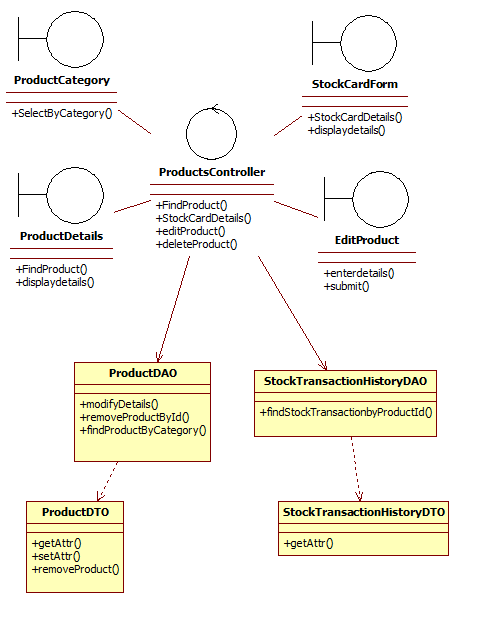 ProductCategory
+SelectByCategory()
StockCardForm
+StockCardDetails()
+displaydetails()
ProductsController
+FindProduct()
+StockCardDetails()
+editProduct()
+deleteProduct()
ProductDetails
+FindProduct()
+displaydetails()
EditProduct
+enterdetails()
+submit()
ProductDAO
+modifyDetails()
+removeProductById()
+findProductByCategory()
StockTransactionHistoryDAO
+findStockTransactionbyProductId()
ProductDTO
+getAttr()
+setAttr()
+removeProduct()
StockTransactionHistoryDTO
+getAttr()